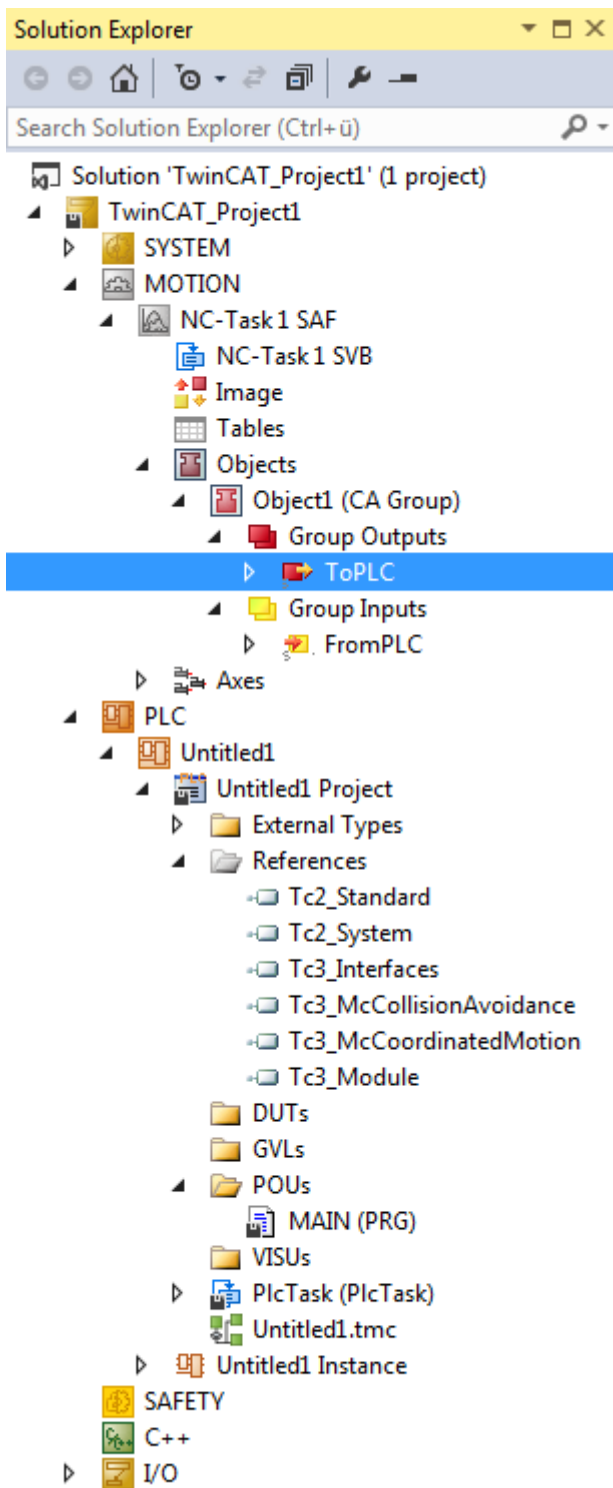 Solution Explorer
Search Solution Explorer (Ctrl+ü)
Solution 'TwinCAT_Project1' (1 project)
TwinCAT_Project1
SYSTEM
MOTION
NC-Task 1 SAF
NC-Task 1 SVB
Image
Tables
Objects
Object1 (CA Group)
Group Outputs
ToPLC
Group Inputs
FromPLC
Axes
PLC
Untitled1
Untitled1 Project
External Types
References
Tc2_Standard
Tc2_System
Tc3_Interfaces
Tc3_McCollisionAvoidance
Tc3_McCoordinatedMotion
Tc3_Module
DUTs
GVLs
POUs
MAIN (PRG)
VISUs
PlcTask (PlcTask)
Untitled1.tmc
Untitled1 Instance
SAFETY
C++
I/O